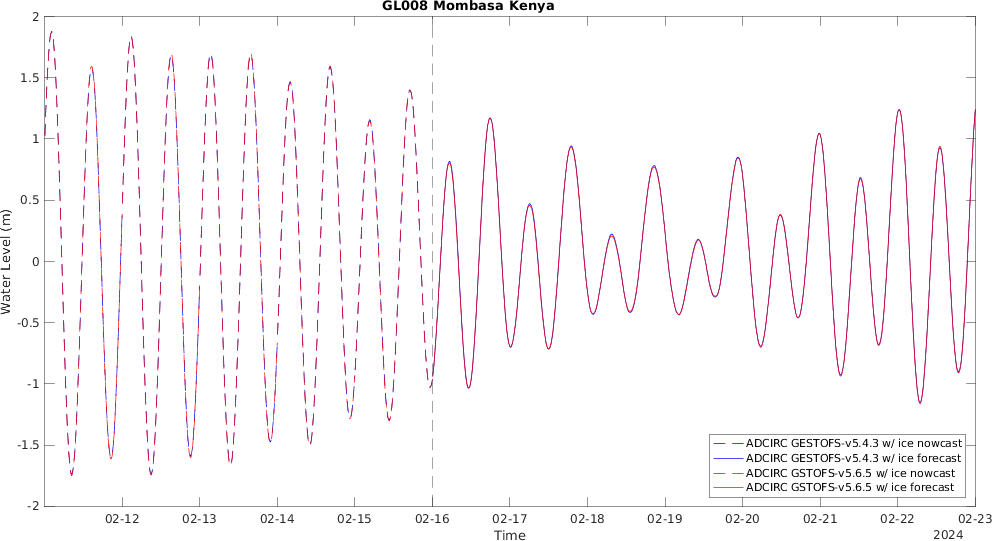 GL008 Mombasa Kenya
2
1.5
1
0.5
0
-0.5
-1
-1.5
-2
Water Level (m)
ADCIRC GESTOFS-v5.4.3 w/ ice nowcast
ADCIRC GESTOFS-v5.4.3 w/ ice forecast
ADCIRC GSTOFS-v5.6.5 w/ ice nowcast
ADCIRC GSTOFS-v5.6.5 w/ ice forecast
02-12 02-13 02-14 02-15 02-16 02-17 02-18 02-19 02-20 02-21 02-22 02-23
Time
2024